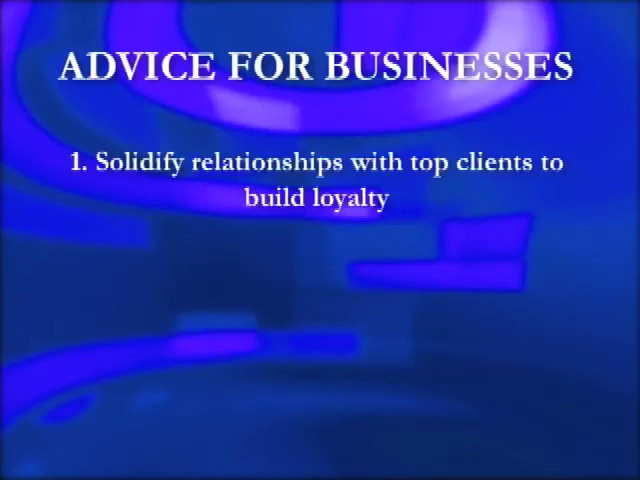 ADVICE FOR BUSINESSES
1. Solidify relationships with top clients to
build loyalty